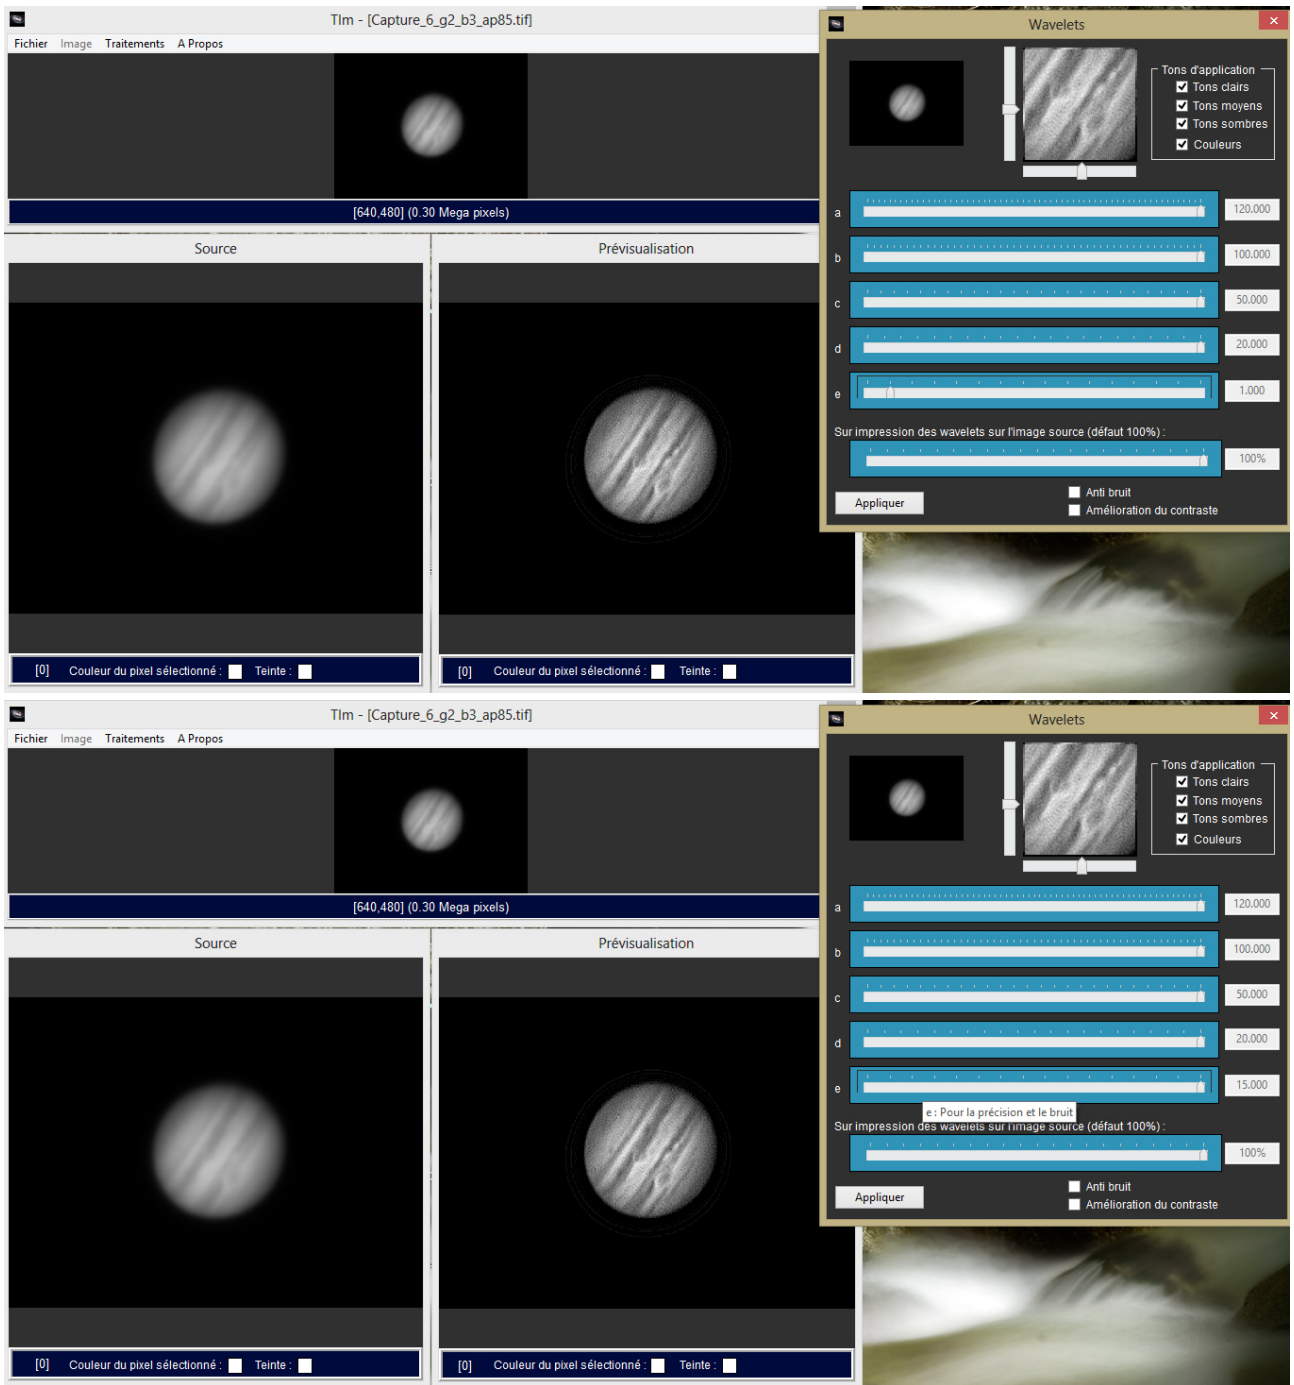 TIm - [Capture_6_g2_b3_ap85.tif]
Fichier Image Traitements A Propos
[640,480] (0.30 Mega pixels)
Source
Prévisualisation
[0] Couleur du pixel sélectionné : Teinte :
[0] Couleur du pixel sélectionné : Teinte :
Wavelets
Tons d'application
Tons clairs
Tons moyens
Tons sombres
Couleurs
a 120.000
b 100.000
c 50.000
d 20.000
e 1.000
Sur impression des wavelets sur l'image source (défaut 100%) :
100%
Appliquer
Anti bruit
Amélioration du contraste
TIm - [Capture_6_g2_b3_ap85.tif]
Fichier Image Traitements A Propos
[640,480] (0.30 Mega pixels)
Source
Prévisualisation
[0] Couleur du pixel sélectionné : Teinte :
[0] Couleur du pixel sélectionné : Teinte :
Wavelets
Tons d'application
Tons clairs
Tons moyens
Tons sombres
Couleurs
a 120.000
b 100.000
c 50.000
d 20.000
e 15.000
e : Pour la précision et le bruit
Sur impression des wavelets sur l'image source (défaut 100%) :
100%
Appliquer
Anti bruit
Amélioration du contraste